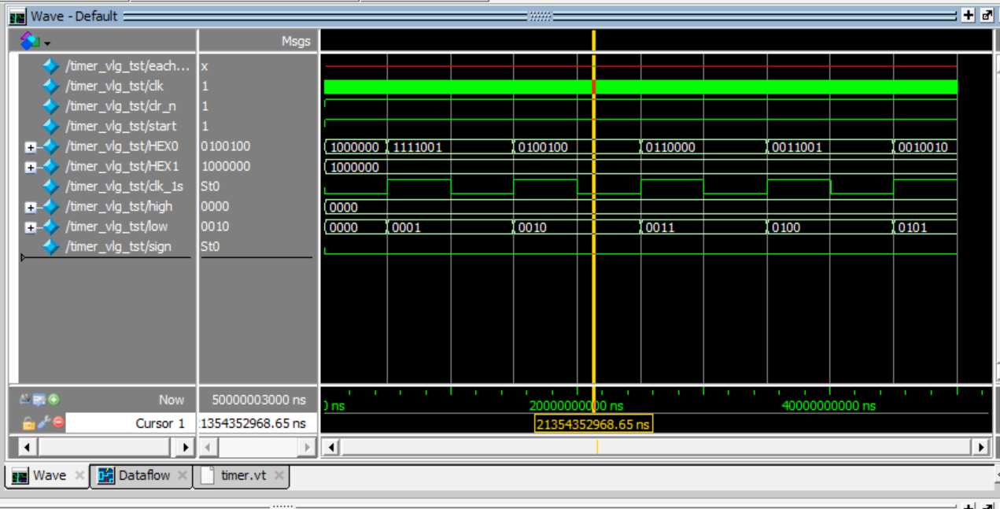 Wave - Default
Msgs
/timer_vlg_tst/each... x
/timer_vlg_tst/clk 1
/timer_vlg_tst/clr_n 1
/timer_vlg_tst/start 1
/timer_vlg_tst/HEX0 0100100 1000000 1111001 0100100 0110000 0011001 0010010
/timer_vlg_tst/HEX1 1000000 1000000
/timer_vlg_tst/clk_1s St0
/timer_vlg_tst/high 0000 0000
/timer_vlg_tst/low 0010 0000 0001 0010 0011 0100 0101
/timer_vlg_tst/sign St0
Now 50000003000 ns 0 ns 20000000000 ns 40000000000 ns
Cursor 1 1354352968.65 ns 21354352968.65 ns
Wave Dataflow timer.vt